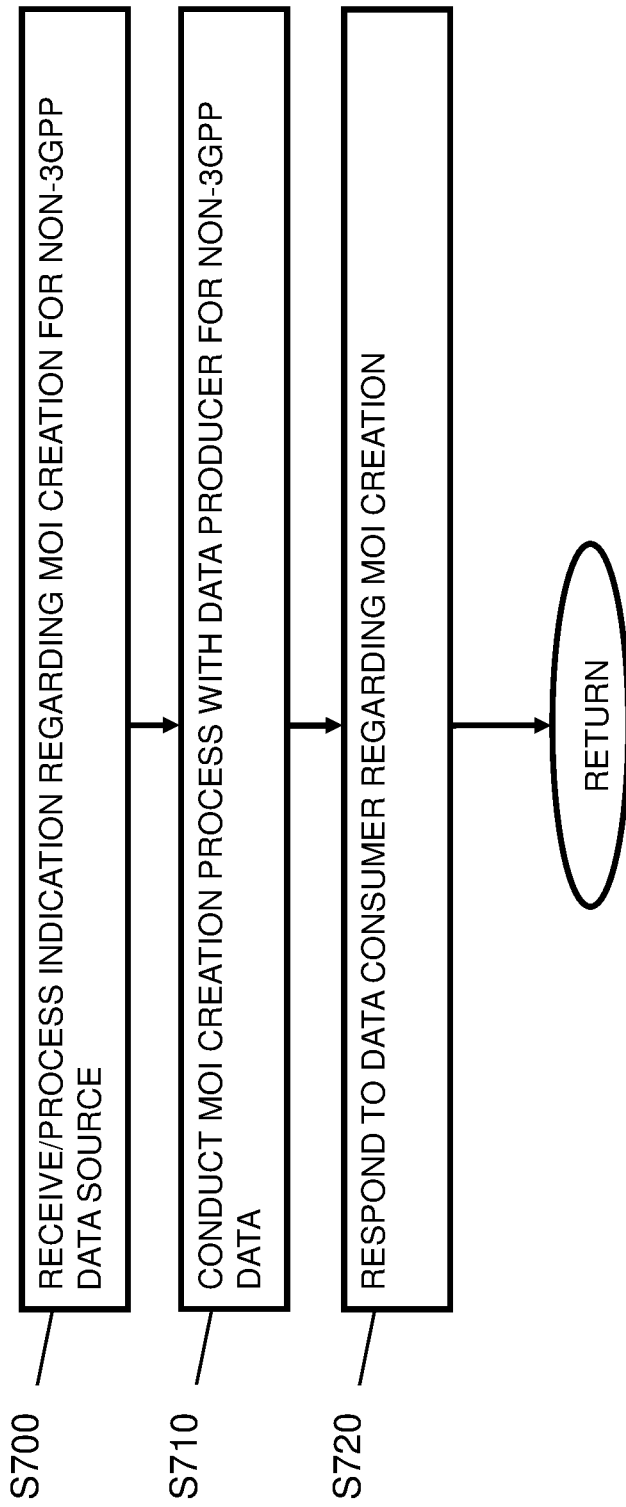 S700
RECEIVE/PROCESS INDICATION REGARDING MOI CREATION FOR NON-3GPP
DATA SOURCE
S710
CONDUCT MOI CREATION PROCESS WITH DATA PRODUCER FOR NON-3GPP
DATA
S720
RESPOND TO DATA CONSUMER REGARDING MOI CREATION
RETURN